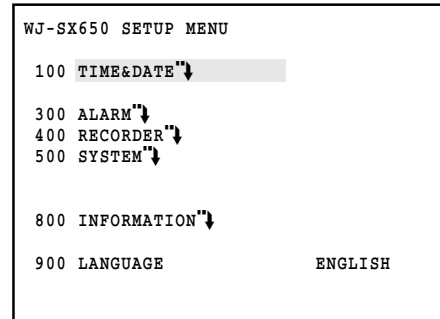 WJ-SX650 SETUP MENU
100 TIME&DATE
300 ALARM
400 RECORDER
500 SYSTEM
800 INFORMATION
900 LANGUAGE ENGLISH